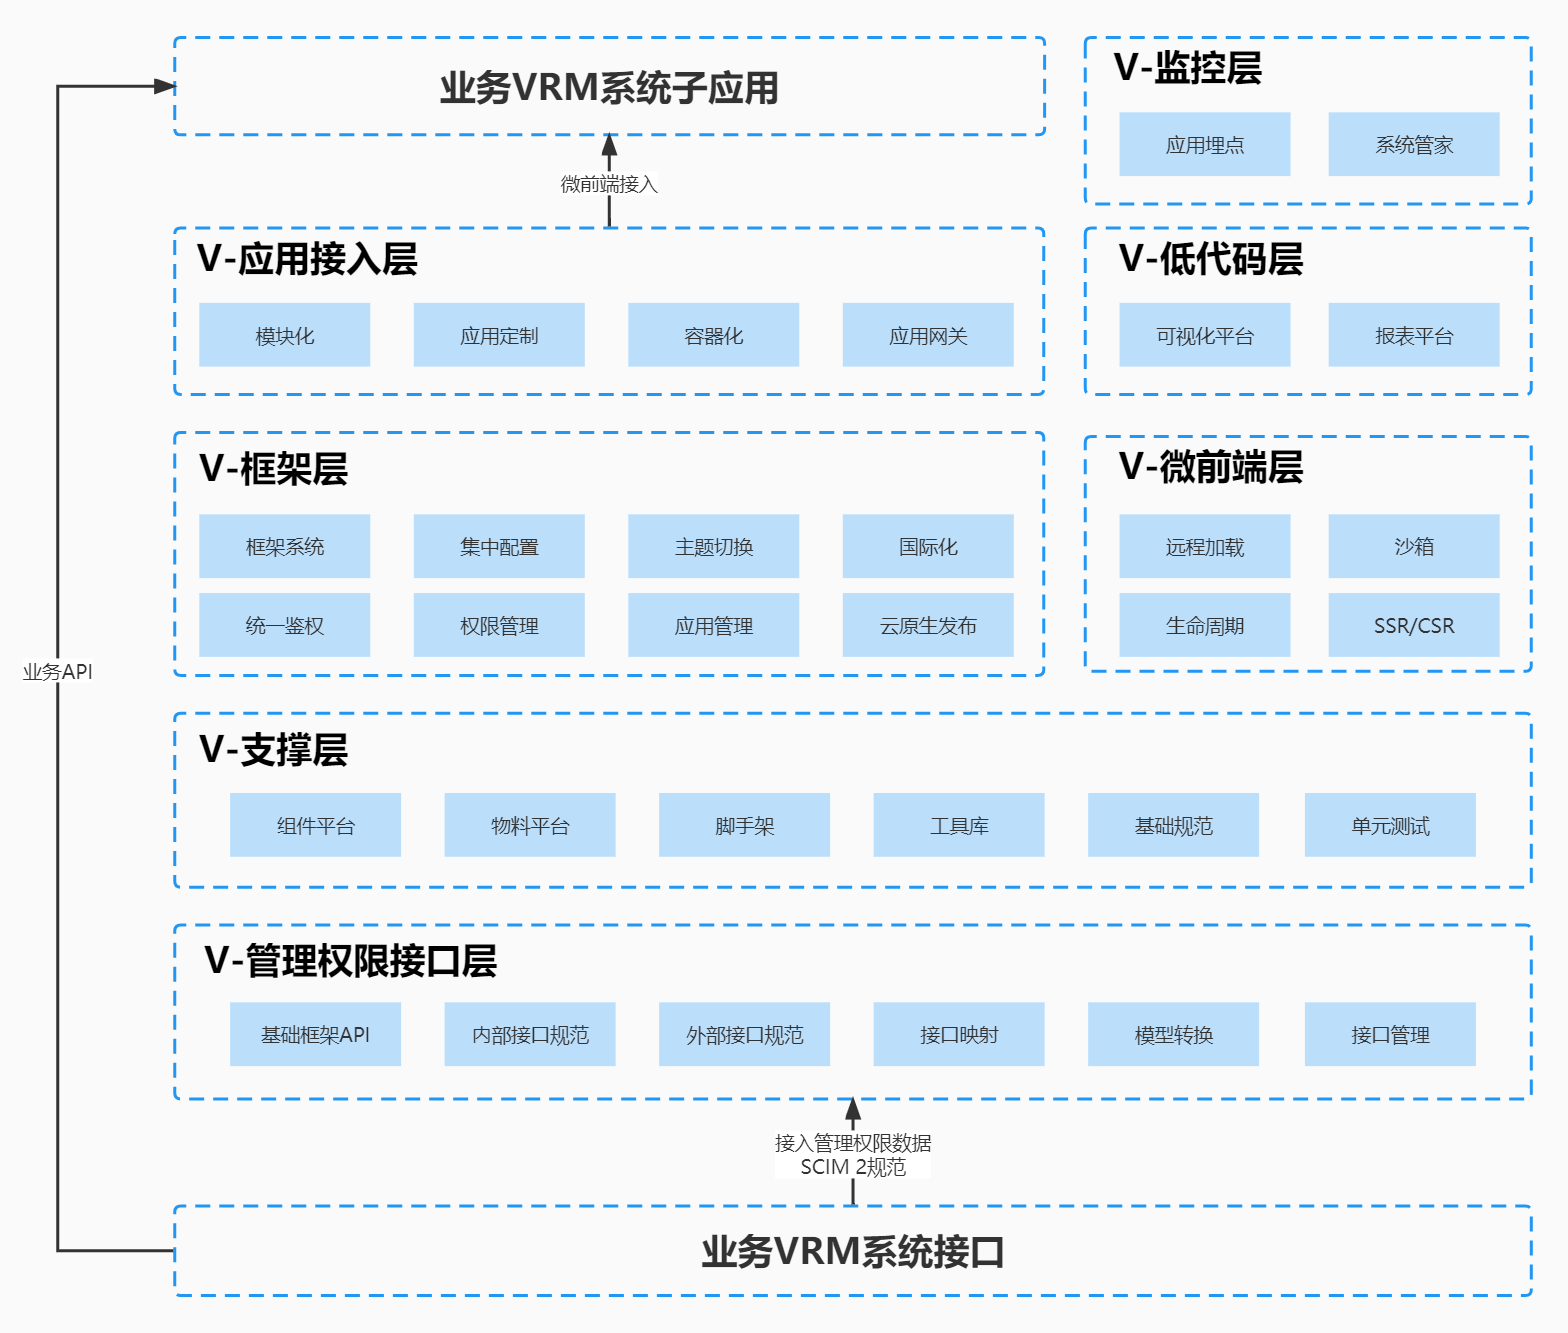 业务VRM系统子应用
V-监控层
应用埋点
系统管家
微前端接入
V-应用接入层
模块化
应用定制
容器化
应用网关
V-低代码层
可视化平台
报表平台
V-框架层
框架系统
集中配置
主题切换
国际化
统一鉴权
权限管理
应用管理
云原生发布
V-微前端层
远程加载
沙箱
生命周期
SSR/CSR
业务API
V-支撑层
组件平台
物料平台
脚手架
工具库
基础规范
单元测试
V-管理权限接口层
基础框架API
内部接口规范
外部接口规范
接口映射
模型转换
接口管理
接入管理权限数据
SCIM 2规范
业务VRM系统接口